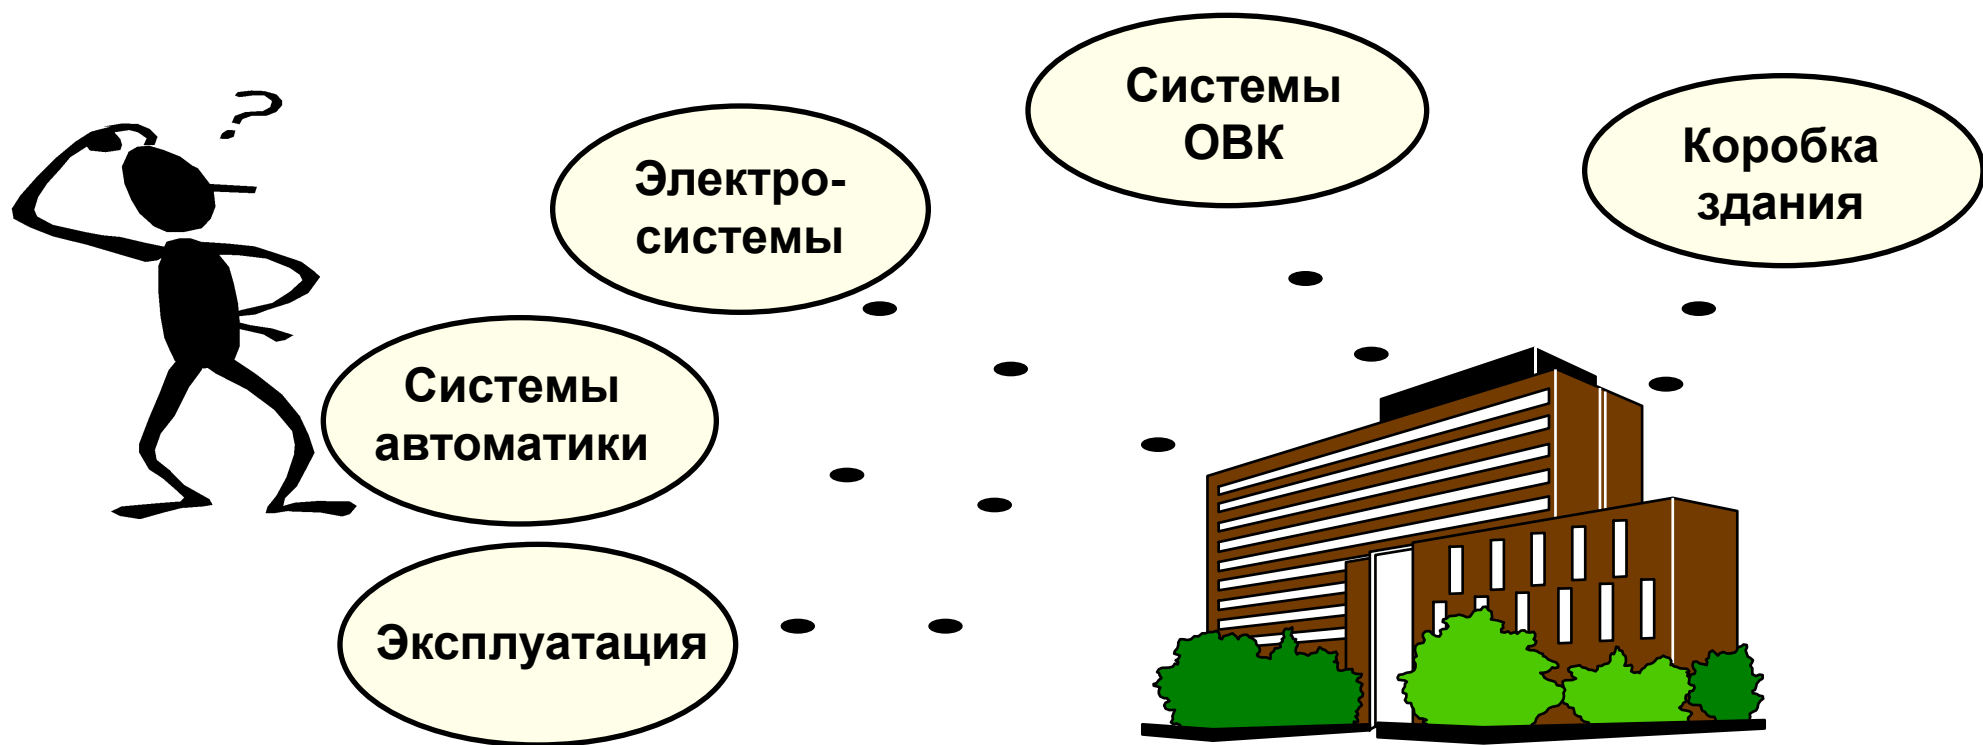 Системы
ОВК
Коробка
здания
Электро-
системы
Системы
автоматики
Эксплуатация
?